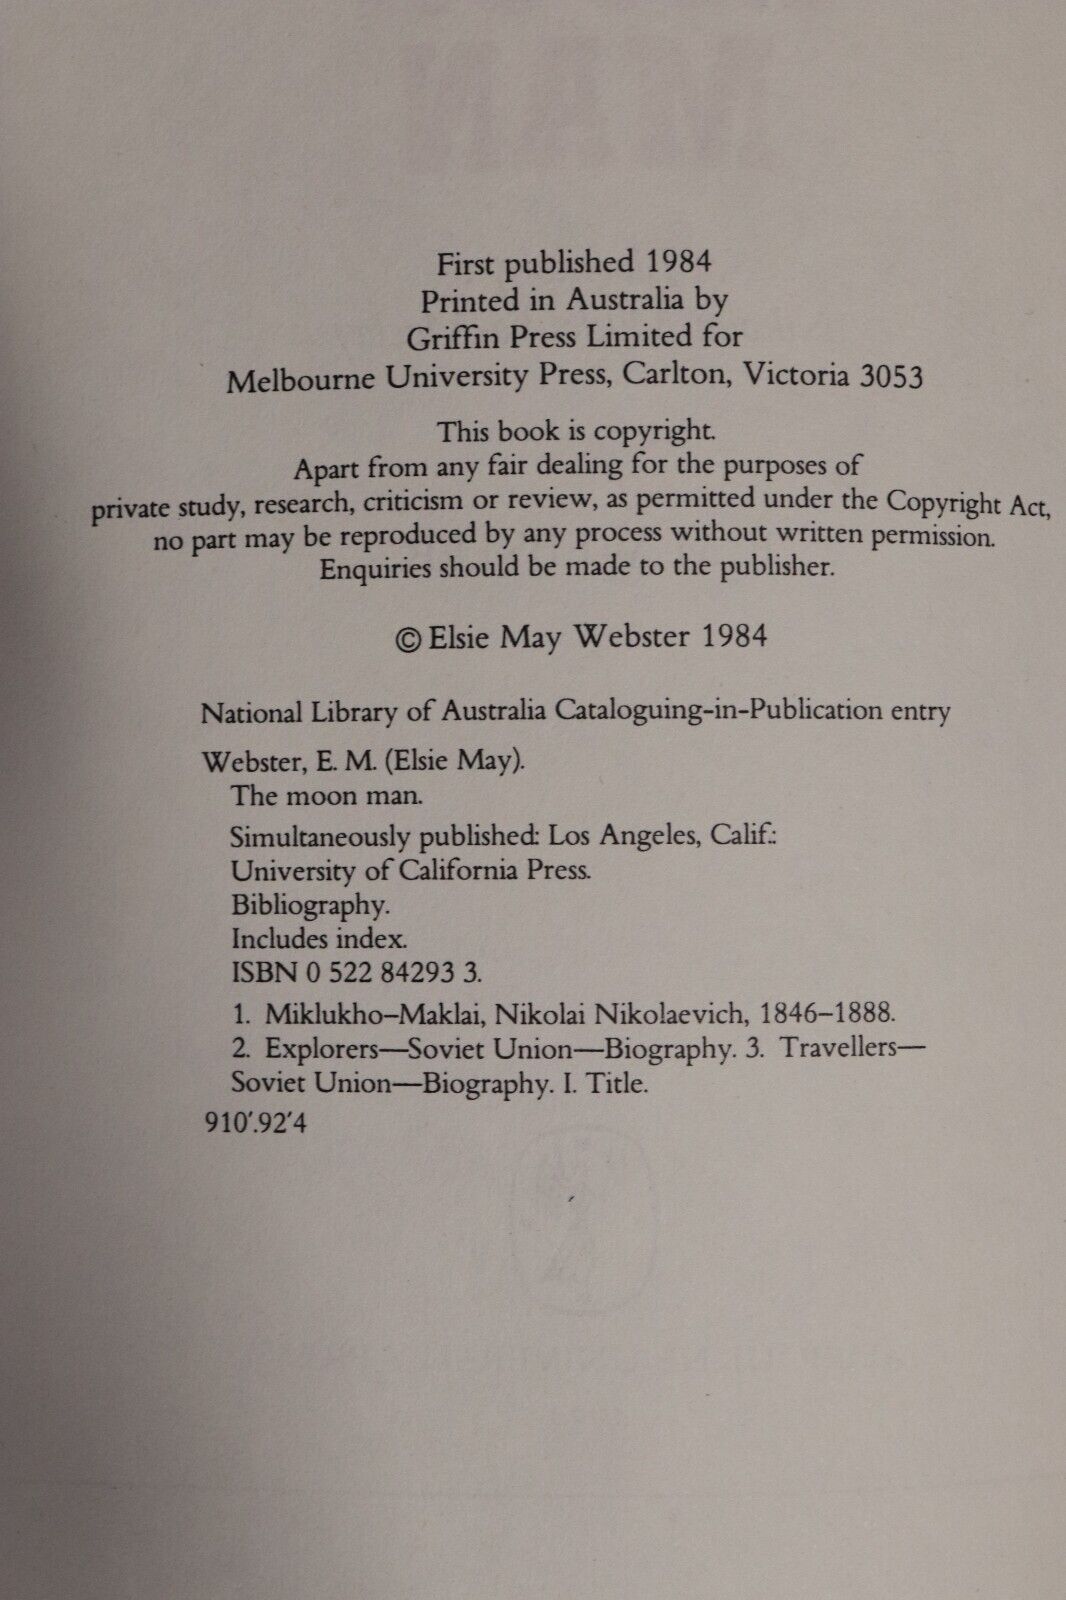 First published 1984
Printed in Australia by
Griffin Press Limited for
Melbourne University Press, Carlton, Victoria 3053
This book is copyright.
Apart from any fair dealing for the purposes of
private study, research, criticism or review, as permitted under the Copyright Act,
no part may be reproduced by any process without written permission.
Enquiries should be made to the publisher.
© Elsie May Webster 1984
National Library of Australia Cataloguing-in-Publication entry
Webster, E. M. (Elsie May).
The moon man.
Simultaneously published: Los Angeles, Calif.:
University of California Press.
Bibliography.
Includes index.
ISBN 0 522 84293 3.
1. Miklukho–Maklai, Nikolai Nikolaevich, 1846–1888.
2. Explorers—Soviet Union—Biography. 3. Travellers—
Soviet Union—Biography. I. Title.
910'.92'4